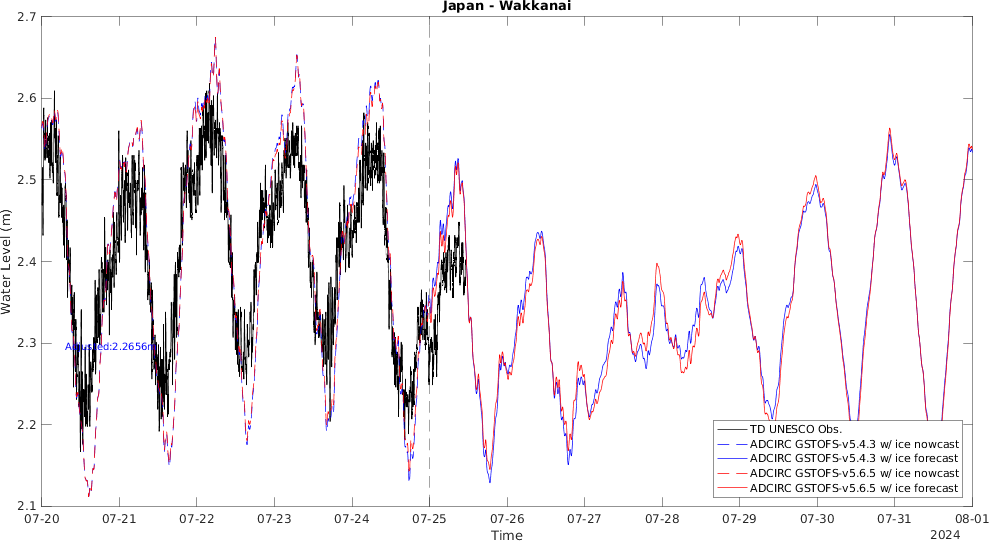 Japan - Wakkanai
2.7
2.6
2.5
2.4
2.3
2.2
2.1
Water Level (m)
Adjusted:2.2656m
TD UNESCO Obs.
ADCIRC GSTOFS-v5.4.3 w/ ice nowcast
ADCIRC GSTOFS-v5.4.3 w/ ice forecast
ADCIRC GSTOFS-v5.6.5 w/ ice nowcast
ADCIRC GSTOFS-v5.6.5 w/ ice forecast
07-20 07-21 07-22 07-23 07-24 07-25 07-26 07-27 07-28 07-29 07-30 07-31 08-01
Time
2024